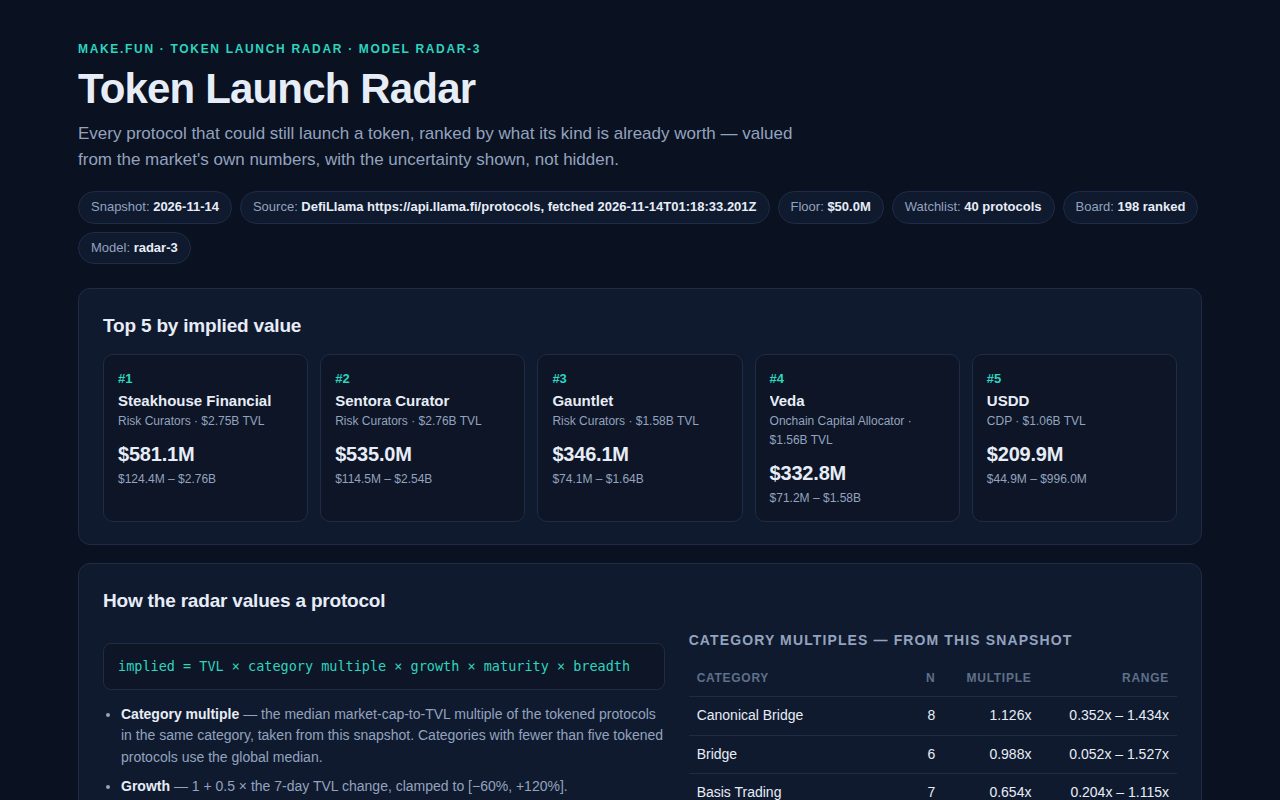 MAKE.FUN · TOKEN LAUNCH RADAR · MODEL RADAR-3
Token Launch Radar
Every protocol that could still launch a token, ranked by what its kind is already worth — valued
from the market's own numbers, with the uncertainty shown, not hidden.
Snapshot: 2026-11-14
Source: DefiLlama https://api.llama.fi/protocols, fetched 2026-11-14T01:18:33.201Z
Floor: $50.0M
Watchlist: 40 protocols
Board: 198 ranked
Model: radar-3
Top 5 by implied value
#1
Steakhouse Financial
Risk Curators · $2.75B TVL
$581.1M
$124.4M – $2.76B
#2
Sentora Curator
Risk Curators · $2.76B TVL
$535.0M
$114.5M – $2.54B
#3
Gauntlet
Risk Curators · $1.58B TVL
$346.1M
$74.1M – $1.64B
#4
Veda
Onchain Capital Allocator ·
$1.56B TVL
$332.8M
$71.2M – $1.58B
#5
USDD
CDP · $1.06B TVL
$209.9M
$44.9M – $996.0M
How the radar values a protocol
implied = TVL × category multiple × growth × maturity × breadth
• Category multiple — the median market-cap-to-TVL multiple of the tokened protocols
in the same category, taken from this snapshot. Categories with fewer than five tokened
protocols use the global median.
• Growth — 1 + 0.5 × the 7-day TVL change, clamped to [−60%, +120%].
CATEGORY MULTIPLES — FROM THIS SNAPSHOT
CATEGORY N MULTIPLE RANGE
Canonical Bridge 8 1.126x 0.352x – 1.434x
Bridge 6 0.988x 0.052x – 1.527x
Basis Trading 7 0.654x 0.204x – 1.115x